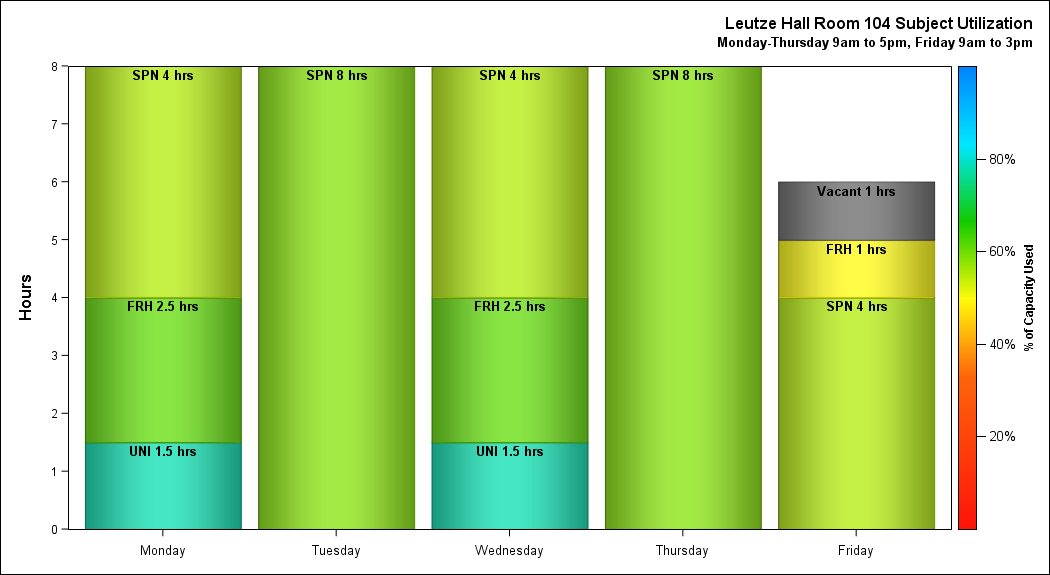 Leutze Hall Room 104 Subject Utilization
Monday-Thursday 9am to 5pm, Friday 9am to 3pm
Hours
8
7
6
5
4
3
2
1
0
SPN 4 hrs
FRH 2.5 hrs
UNI 1.5 hrs
SPN 8 hrs
SPN 4 hrs
FRH 2.5 hrs
UNI 1.5 hrs
SPN 8 hrs
Vacant 1 hrs
FRH 1 hrs
SPN 4 hrs
Monday
Tuesday
Wednesday
Thursday
Friday
80%
60%
40%
20%
% of Capacity Used